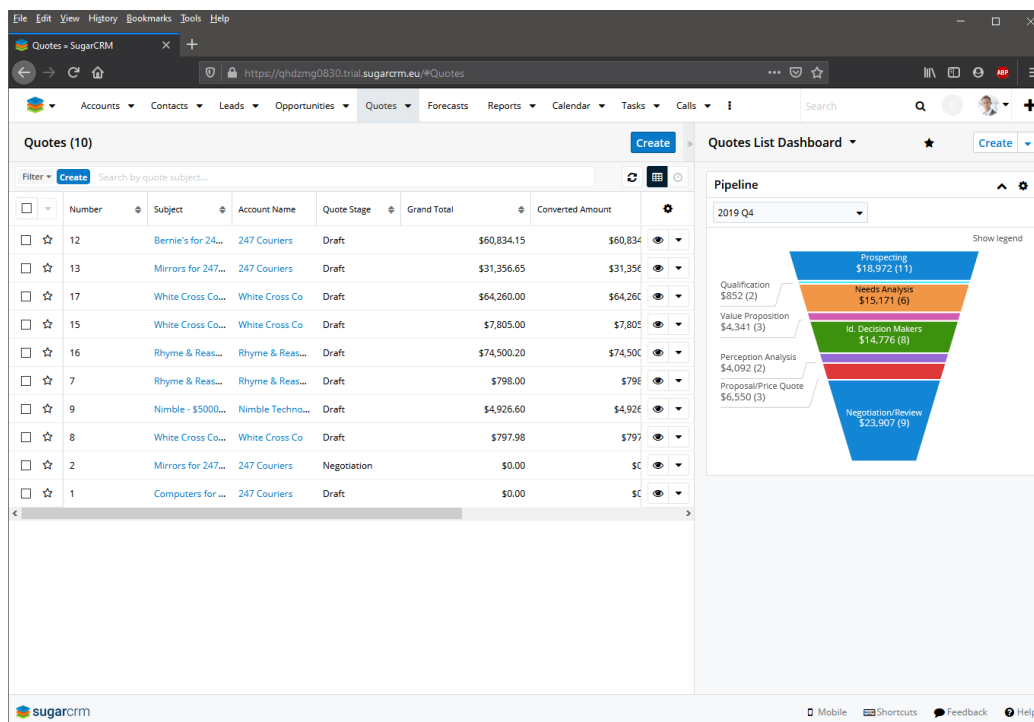 File Edit View History Bookmarks Tools Help
Quotes » SugarCRM
https://qhdzmg0830.trial.sugarcrm.eu/#Quotes
ABP
Accounts Contacts Leads Opportunities Quotes Forecasts Reports Calendar Tasks Calls Search
Quotes (10) Create
Filter Create Search by quote subject...
Number Subject Account Name Quote Stage Grand Total Converted Amount
12 Bernie's for 24... 247 Couriers Draft $60,834.15 $60,834
13 Mirrors for 247... 247 Couriers Draft $31,356.65 $31,356
17 White Cross Co... White Cross Co Draft $64,260.00 $64,260
15 White Cross Co... White Cross Co Draft $7,805.00 $7,805
16 Rhyme & Reas... Rhyme & Reas... Draft $74,500.20 $74,500
7 Rhyme & Reas... Rhyme & Reas... Draft $798.00 $798
9 Nimble - $5000... Nimble Techno... Draft $4,926.60 $4,926
8 White Cross Co... White Cross Co Draft $797.98 $797
2 Mirrors for 247... 247 Couriers Negotiation $0.00 $0
1 Computers for ... 247 Couriers Draft $0.00 $0
Quotes List Dashboard Create
Pipeline
2019 Q4
Show legend
Prospecting
$18,972 (11)
Qualification
$852 (2)
Needs Analysis
$15,171 (6)
Value Proposition
$4,341 (3)
Id. Decision Makers
$14,776 (8)
Perception Analysis
$4,092 (2)
Proposal/Price Quote
$6,550 (3)
Negotiation/Review
$23,907 (9)
sugarcrm
Mobile Shortcuts Feedback Help